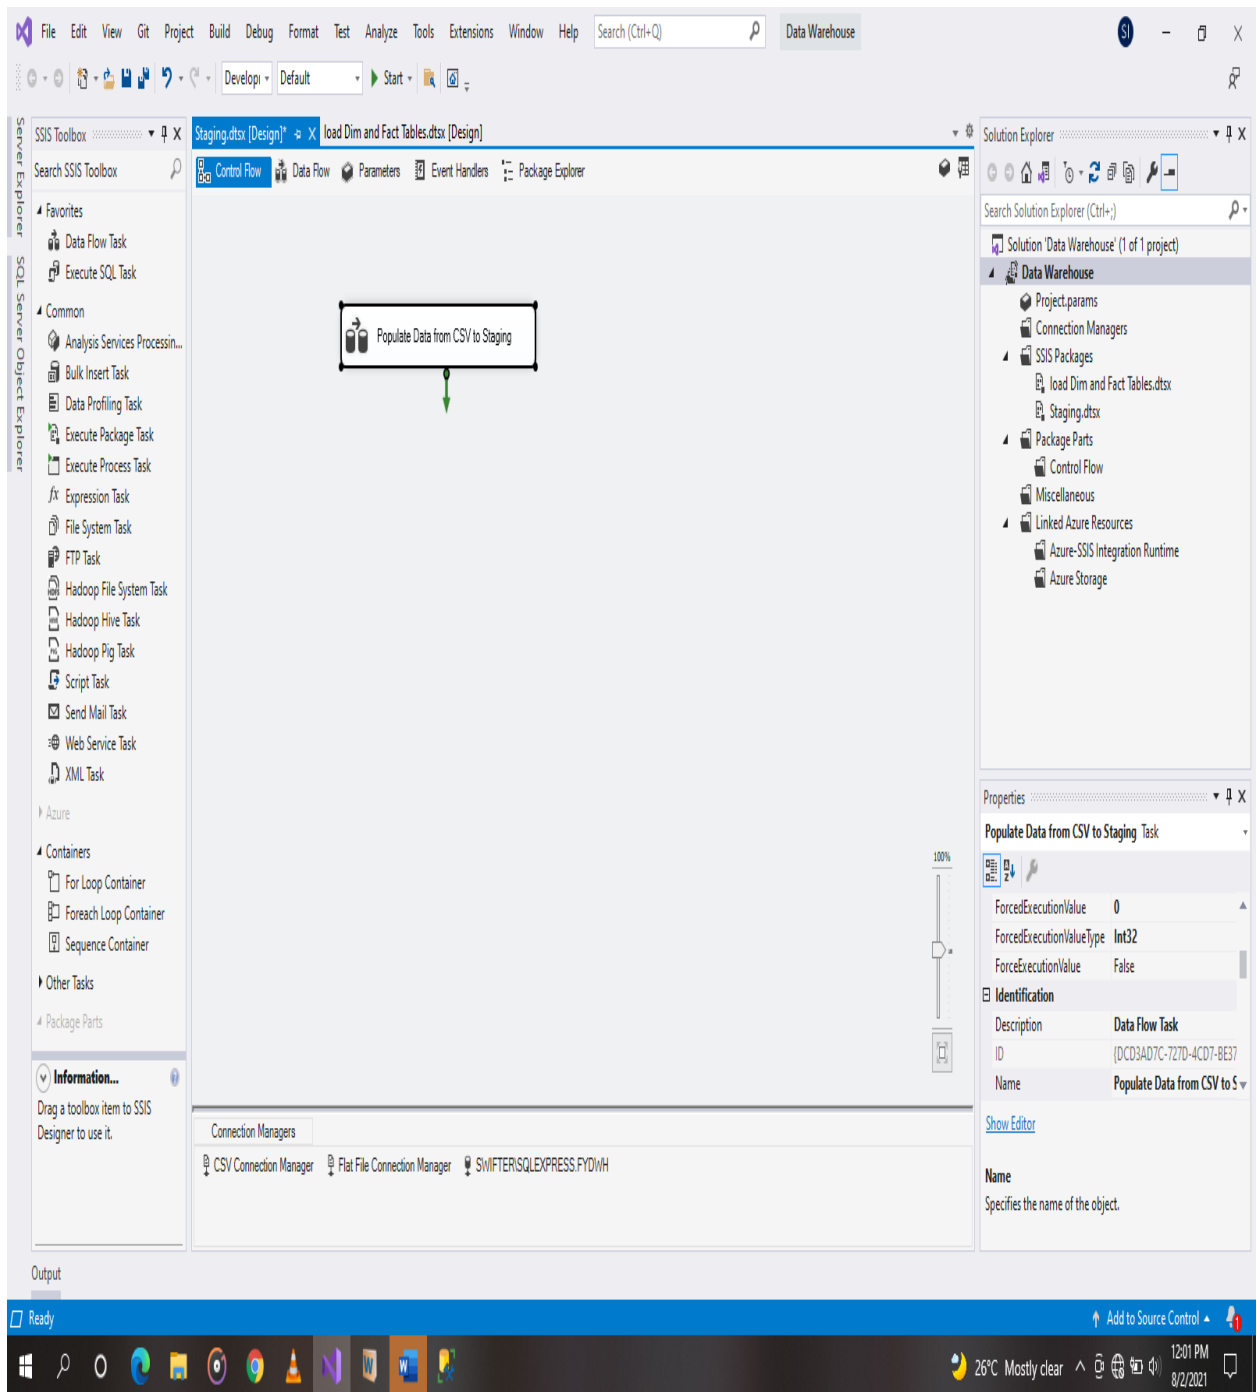 File Edit View Git Project Build Debug Format Test Analyze Tools Extensions Window Help Search (Ctrl+Q) Data Warehouse SI
Developı Default Start
Server Explorer
SQL Server Object Explorer
SSIS Toolbox
Search SSIS Toolbox
Favorites
Data Flow Task
Execute SQL Task
Common
Analysis Services Processin...
Bulk Insert Task
Data Profiling Task
Execute Package Task
Execute Process Task
fx Expression Task
File System Task
FTP Task
Hadoop File System Task
Hadoop Hive Task
Hadoop Pig Task
Script Task
Send Mail Task
Web Service Task
XML Task
Azure
Containers
For Loop Container
Foreach Loop Container
Sequence Container
Other Tasks
Package Parts
Information...
Drag a toolbox item to SSIS
Designer to use it.
Staging.dtsx [Design]* load Dim and Fact Tables.dtsx [Design]
Control Flow Data Flow Parameters Event Handlers Package Explorer
Populate Data from CSV to Staging
100%
Connection Managers
CSV Connection Manager Flat File Connection Manager SWIFTER\SQLEXPRESS.FYDWH
Solution Explorer
Search Solution Explorer (Ctrl+;)
Solution 'Data Warehouse' (1 of 1 project)
Data Warehouse
Project.params
Connection Managers
SSIS Packages
load Dim and Fact Tables.dtsx
Staging.dtsx
Package Parts
Control Flow
Miscellaneous
Linked Azure Resources
Azure-SSIS Integration Runtime
Azure Storage
Properties
Populate Data from CSV to Staging Task
ForcedExecutionValue 0
ForcedExecutionValueType Int32
ForceExecutionValue False
Identification
Description Data Flow Task
ID {DCD3AD7C-727D-4CD7-BE37
Name Populate Data from CSV to S
Show Editor
Name
Specifies the name of the object.
Output
Ready Add to Source Control 1
26°C Mostly clear 12:01 PM
8/2/2021